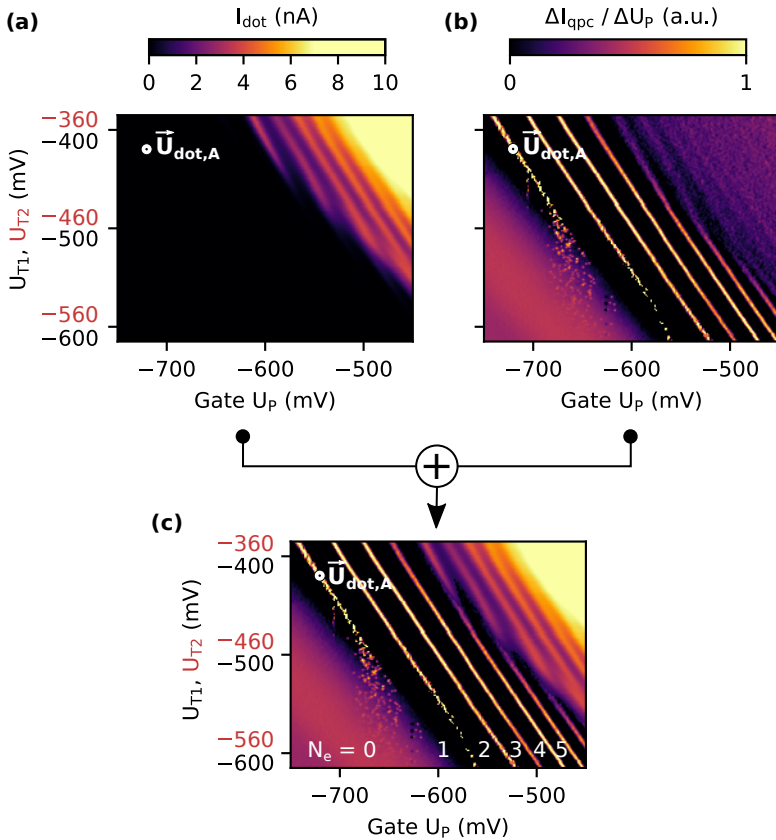 (a)
I_dot (nA)
0 2 4 6 8 10
−360
−400
−460
−500
−560
−600
U_T1, U_T2 (mV)
U⃗_dot,A
−700 −600 −500
Gate U_P (mV)
(b)
ΔI_qpc / ΔU_P (a.u.)
0 1
U⃗_dot,A
−700 −600 −500
Gate U_P (mV)
+
(c)
−360
−400
−460
−500
−560
−600
U_T1, U_T2 (mV)
U⃗_dot,A
N_e = 0 1 2 3 4 5
−700 −600 −500
Gate U_P (mV)